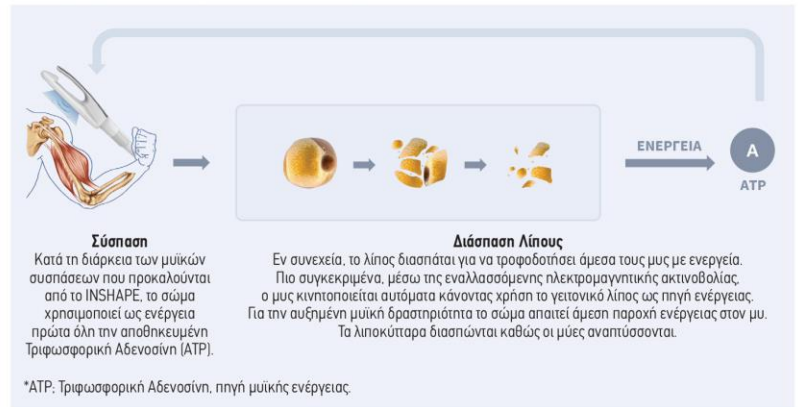 ΕΝΕΡΓΕΙΑ
A
ATP
Σύσπαση
Κατά τη διάρκεια των μυϊκών
συσπάσεων που προκαλούνται
από το INSHAPE, το σώμα
χρησιμοποιεί ως ενέργεια
πρώτα όλη την αποθηκευμένη
Τριφωσφορική Αδενοσίνη (ATP).
Διάσπαση Λίπους
Εν συνεχεία, το λίπος διασπάται για να τροφοδοτήσει άμεσα τους μυς με ενεργεία.
Πιο συγκεκριμένα, μέσω της εναλλασσόμενης ηλεκτρομαγνητικής ακτινοβολίας,
ο μυς κινητοποιείται αυτόματα κάνοντας χρήση το γειτονικό λίπος ως πηγή ενέργειας.
Για την αυξημένη μυϊκή δραστηριότητα το σώμα απαιτεί άμεση παροχή ενέργειας στον μυ.
Τα λιποκύτταρα διασπώνται καθώς οι μύες αναπτύσσονται.
*ATP; Τριφωσφορική Αδενοσίνη, πηγή μυϊκής ενέργειας.